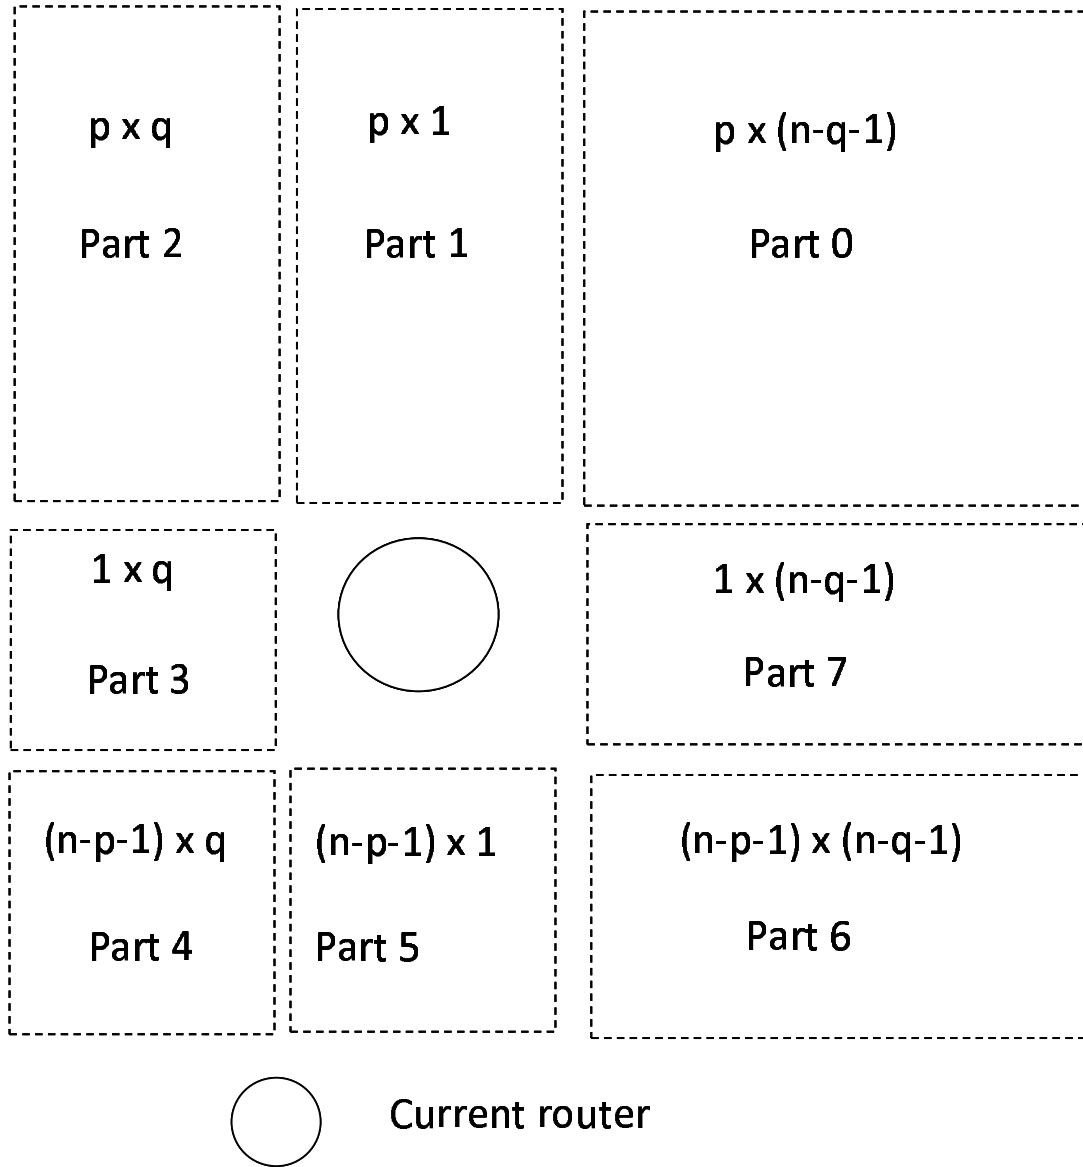 p x q
Part 2
p x 1
Part 1
p x (n-q-1)
Part 0
1 x q
Part 3
1 x (n-q-1)
Part 7
(n-p-1) x q
Part 4
(n-p-1) x 1
Part 5
(n-p-1) x (n-q-1)
Part 6
Current router